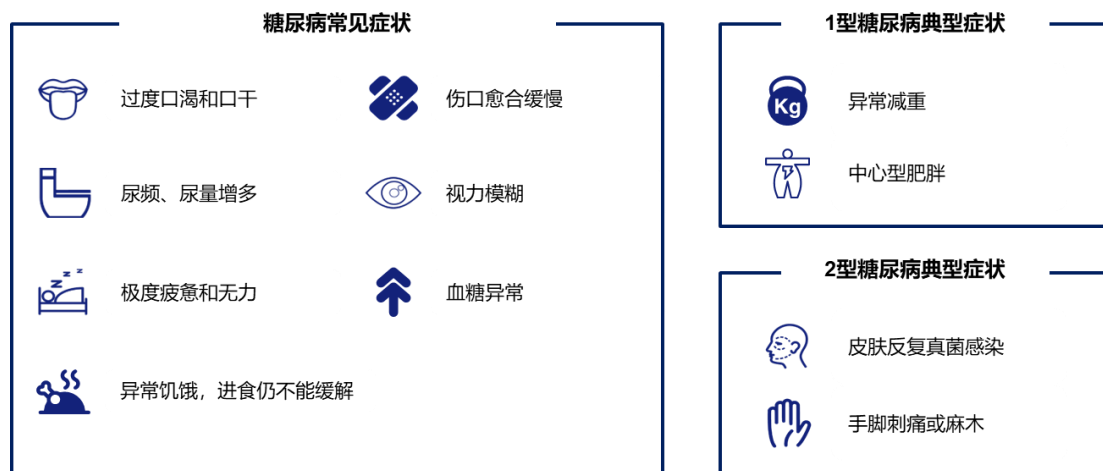 糖尿病常见症状
过度口渴和口干
伤口愈合缓慢
尿频、尿量增多
视力模糊
极度疲惫和无力
血糖异常
异常饥饿，进食仍不能缓解
1型糖尿病典型症状
Kg
异常减重
中心型肥胖
2型糖尿病典型症状
皮肤反复真菌感染
手脚刺痛或麻木